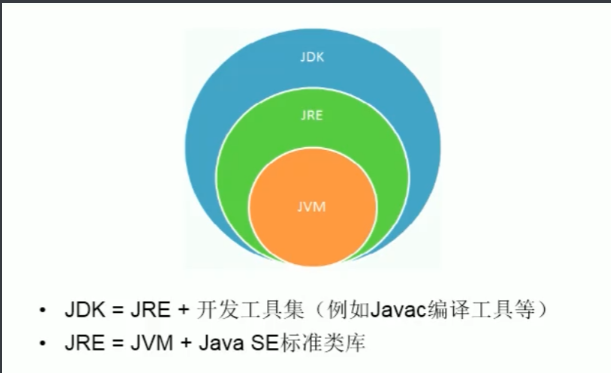 JDK
JRE
JVM
• JDK = JRE + 开发工具集（例如Javac编译工具等）
• JRE = JVM + Java SE标准类库